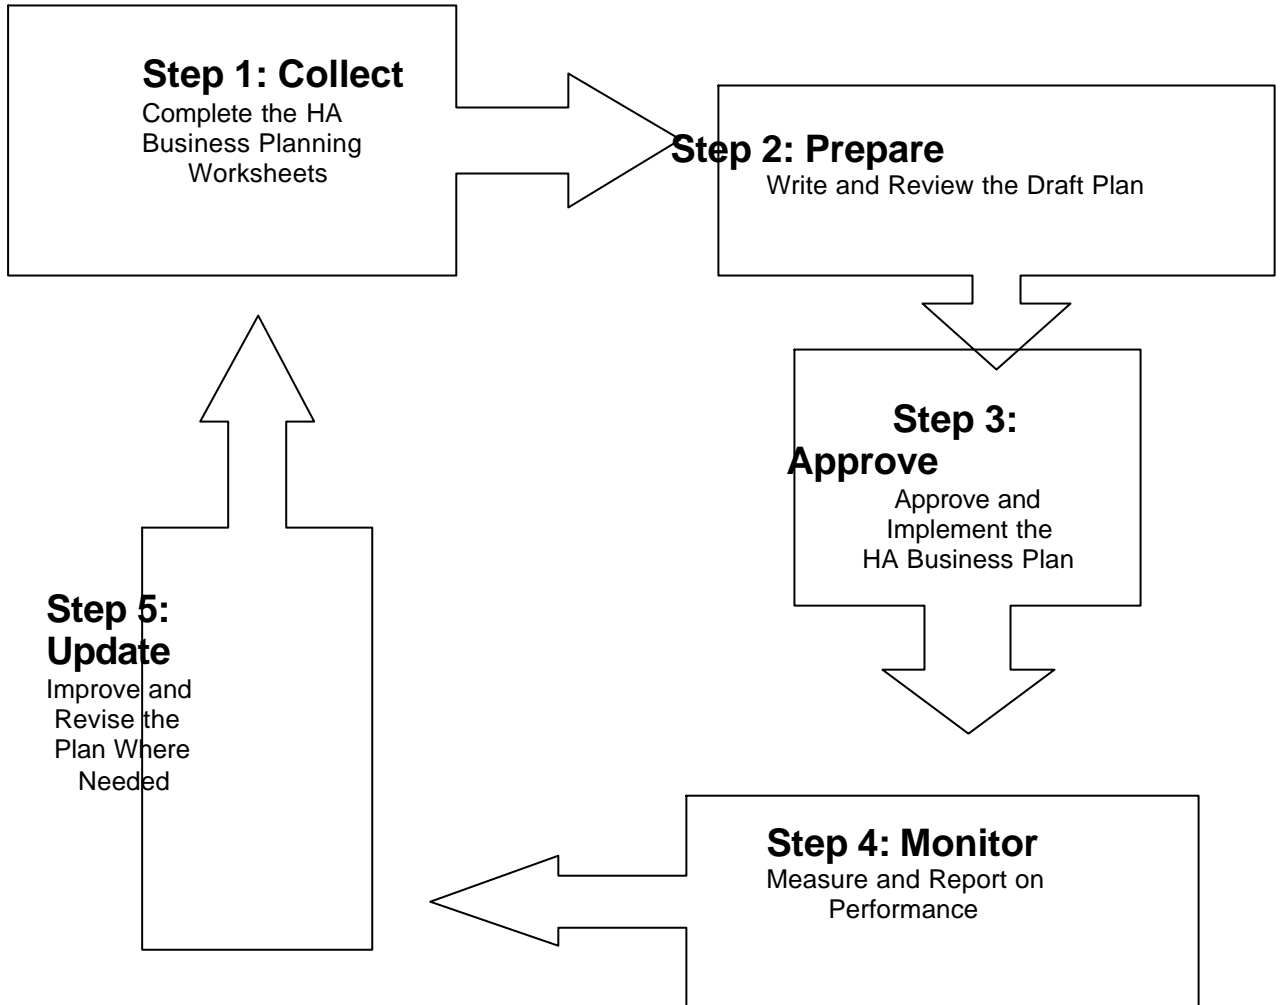 Step 1: Collect
Complete the HA
Business Planning
Worksheets
Step 2: Prepare
Write and Review the Draft Plan
Step 3:
Approve
Approve and
Implement the
HA Business Plan
Step 4: Monitor
Measure and Report on
Performance
Step 5:
Update
Improve and
Revise the
Plan Where
Needed